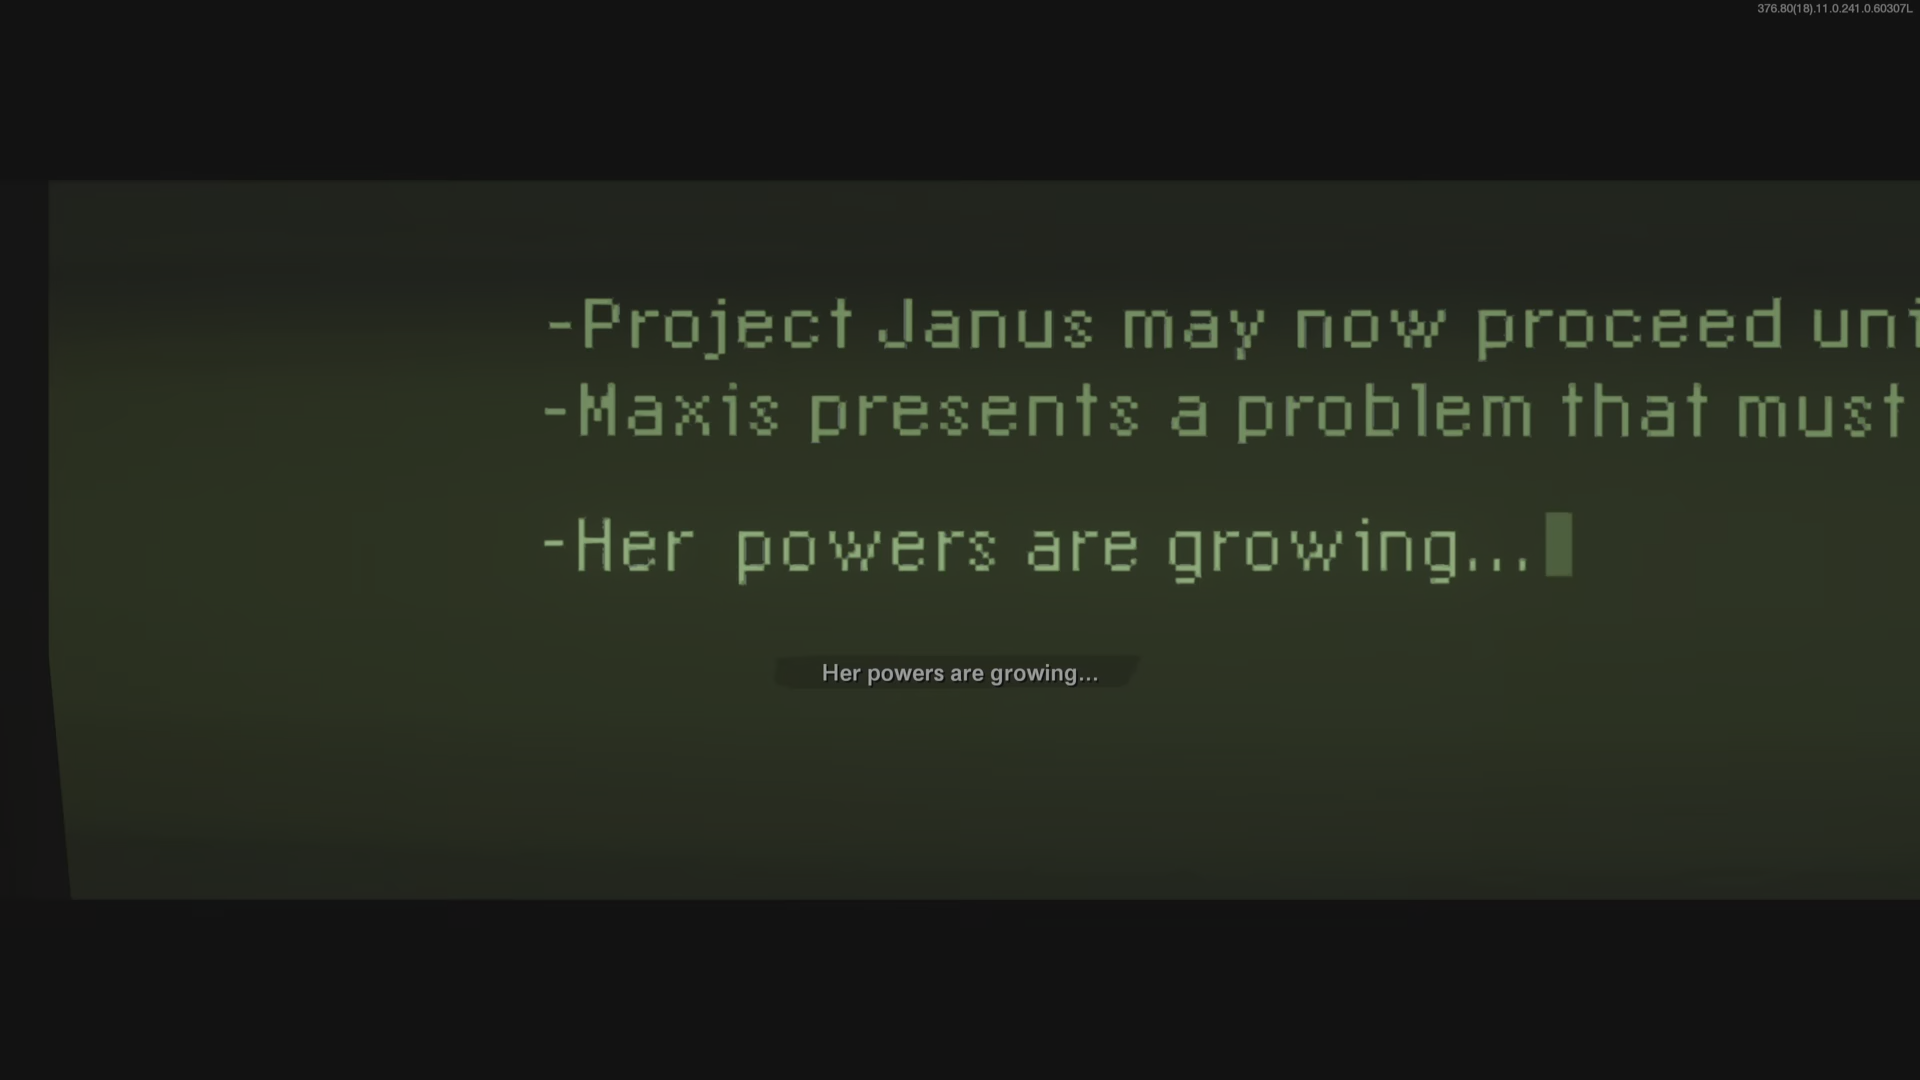 376.80(18).11.0.241.0.60307L
-Project Janus may now proceed
-Maxis presents a problem that must
-Her powers are growing...
Her powers are growing...